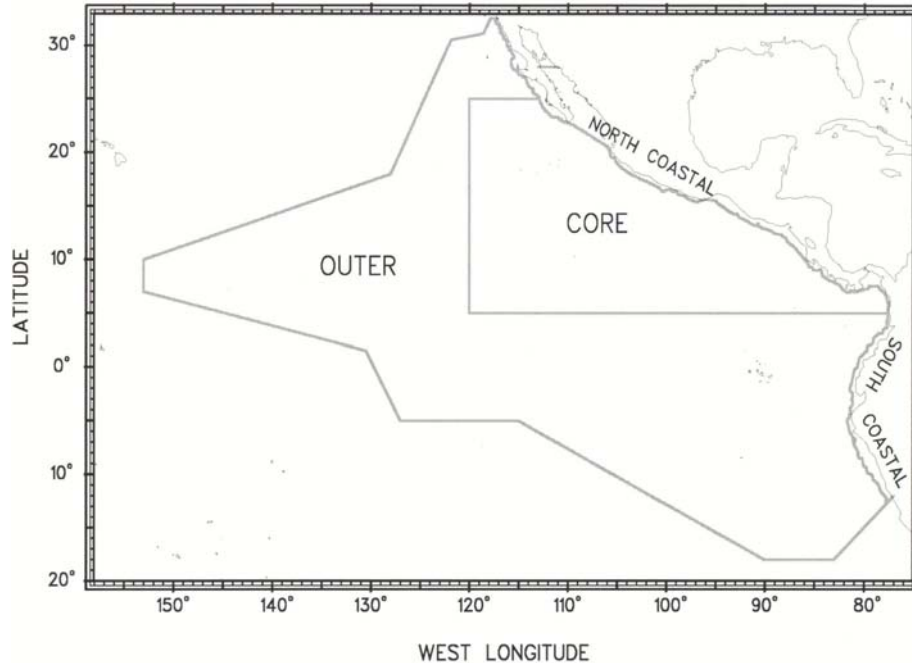 30°
20°
10°
0°
10°
20°
LATITUDE
OUTER
CORE
NORTH COASTAL
SOUTH COASTAL
150°
140°
130°
120°
110°
100°
90°
80°
WEST LONGITUDE